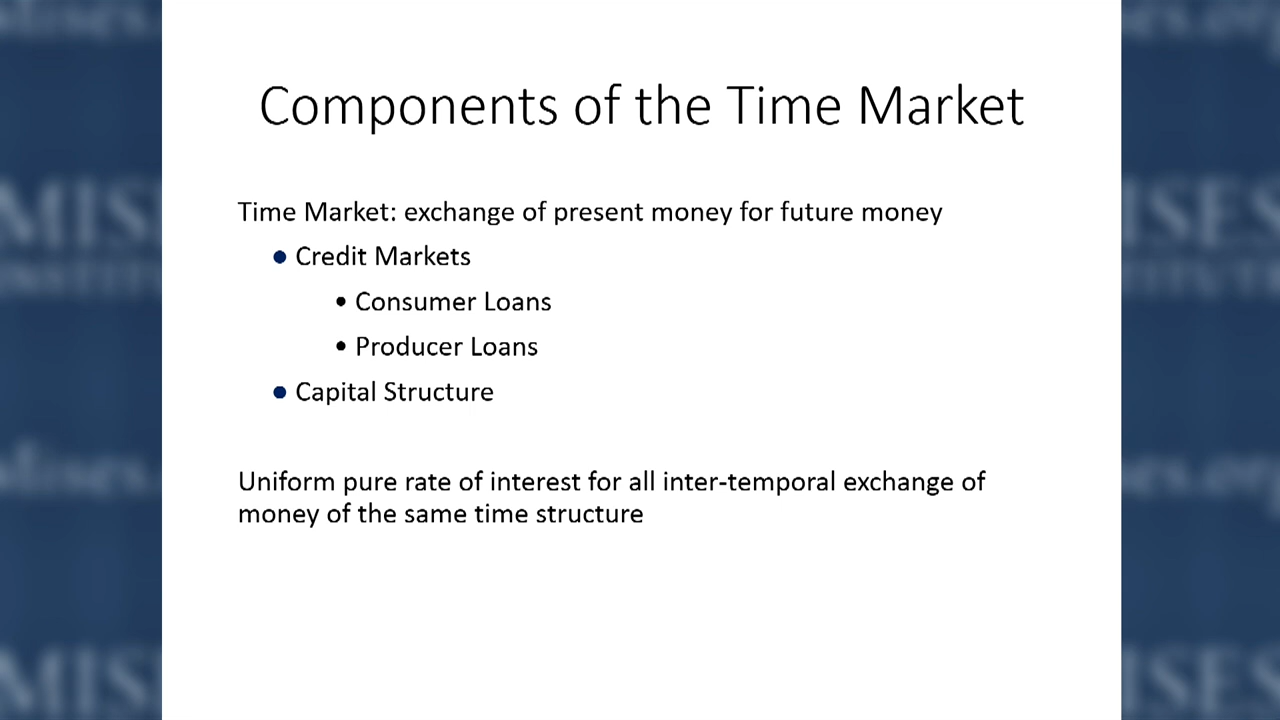 Components of the Time Market
Time Market: exchange of present money for future money
• Credit Markets
• Consumer Loans
• Producer Loans
• Capital Structure
Uniform pure rate of interest for all inter-temporal exchange of
money of the same time structure